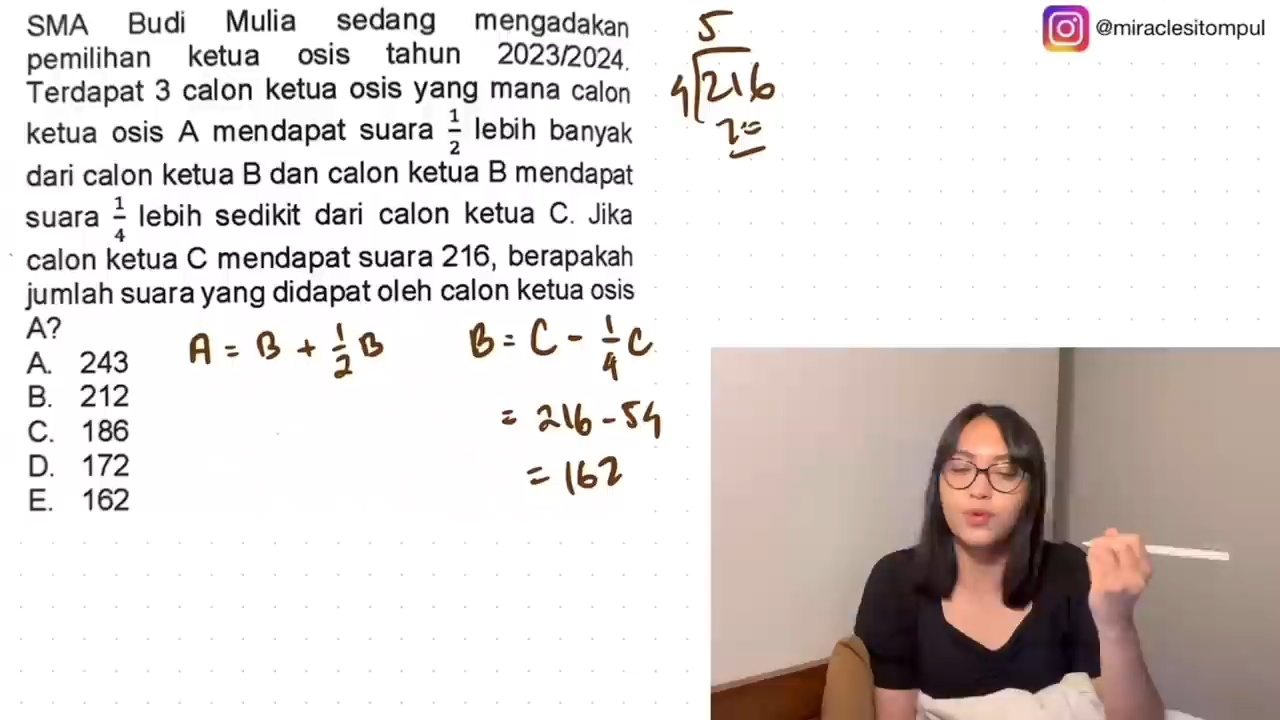 SMA Budi Mulia sedang mengadakan
pemilihan ketua osis tahun 2023/2024.
Terdapat 3 calon ketua osis yang mana calon
ketua osis A mendapat suara 1/2 lebih banyak
dari calon ketua B dan calon ketua B mendapat
suara 1/4 lebih sedikit dari calon ketua C. Jika
calon ketua C mendapat suara 216, berapakah
jumlah suara yang didapat oleh calon ketua osis
A?
A. 243
B. 212
C. 186
D. 172
E. 162
A = B + 1/2 B
B = C - 1/4 C
= 216 - 54
= 162
5
4 216
20
@miraclesitompul